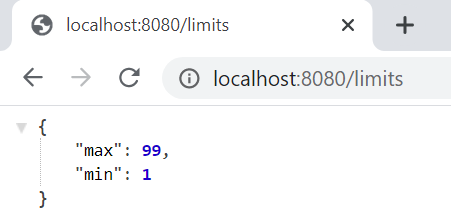 localhost:8080/limits
localhost:8080/limits
{
"max": 99,
"min": 1
}